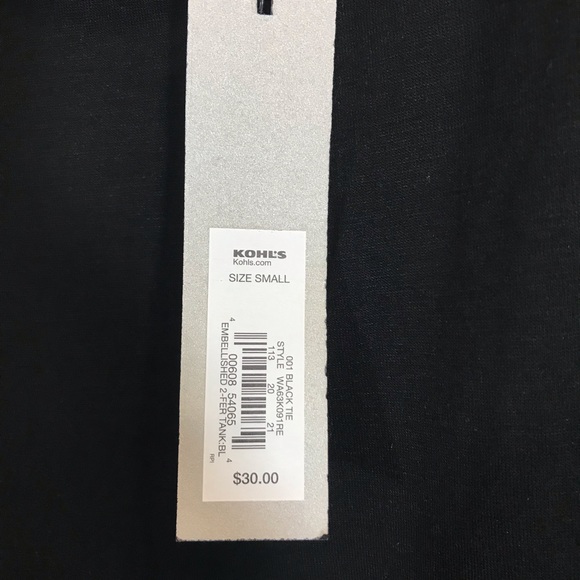 KOHL'S
Kohls.com
SIZE SMALL
001 BLACK TIE
STYLE WA63K091RE
113 20 21
4 00608 54065 4
EMBELLISHED 2-FER TANK:BL
RPI
$30.00